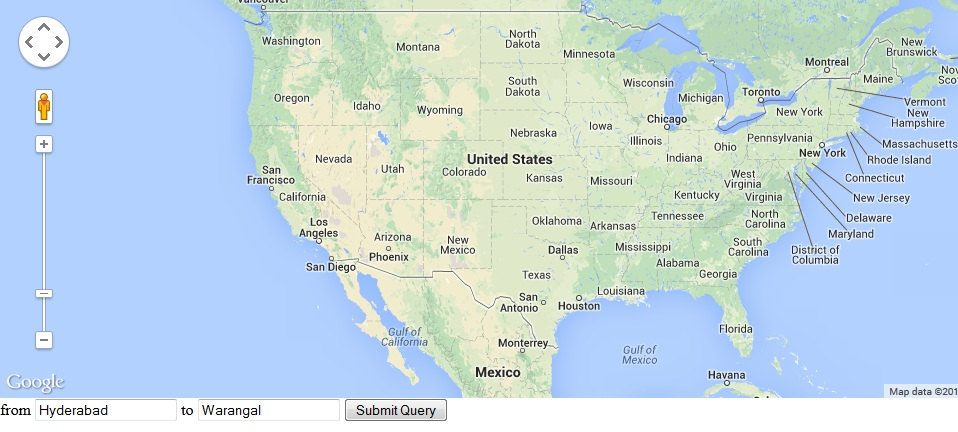 Vancouver
Washington
Montana
North Dakota
Minnesota
Montreal
New Brunswick
Maine
Oregon
Idaho
Wyoming
South Dakota
Wisconsin
Michigan
Toronto
Vermont
New Hampshire
New York
Chicago
Iowa
Nebraska
Illinois
Indiana
Ohio
Pennsylvania
New York
Massachusetts
Rhode Island
Connecticut
New Jersey
Delaware
Maryland
District of Columbia
Nevada
Utah
Colorado
United States
Kansas
Missouri
Kentucky
West Virginia
Virginia
San Francisco
California
Los Angeles
San Diego
Arizona
Phoenix
New Mexico
Oklahoma
Arkansas
Tennessee
North Carolina
South Carolina
Dallas
Mississippi
Alabama
Georgia
Texas
Louisiana
San Antonio
Houston
Florida
Gulf of California
Monterrey
Gulf of Mexico
Mexico
Havana
Google
Map data ©201
from Hyderabad to Warangal Submit Query